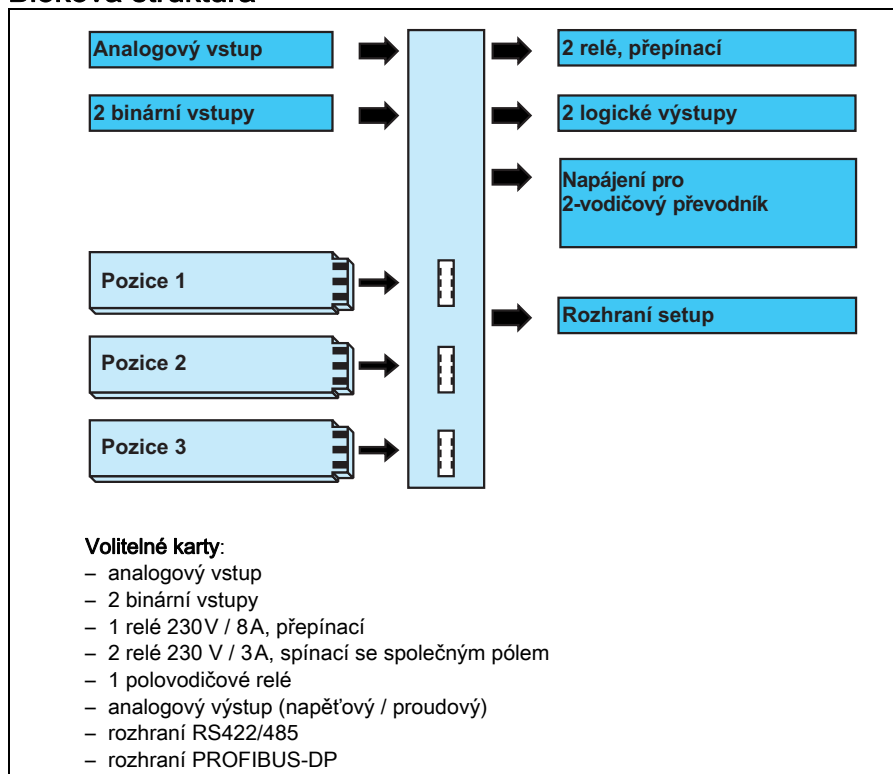 Bloková struktura
Analogový vstup
2 binární vstupy
2 relé, přepínací
2 logické výstupy
Napájení pro
2-vodičový převodník
Rozhraní setup
Pozice 1
Pozice 2
Pozice 3
Volitelné karty:
– analogový vstup
– 2 binární vstupy
– 1 relé 230V / 8A, přepínací
– 2 relé 230 V / 3A, spínací se společným pólem
– 1 polovodičové relé
– analogový výstup (napěťový / proudový)
– rozhraní RS422/485
– rozhraní PROFIBUS-DP